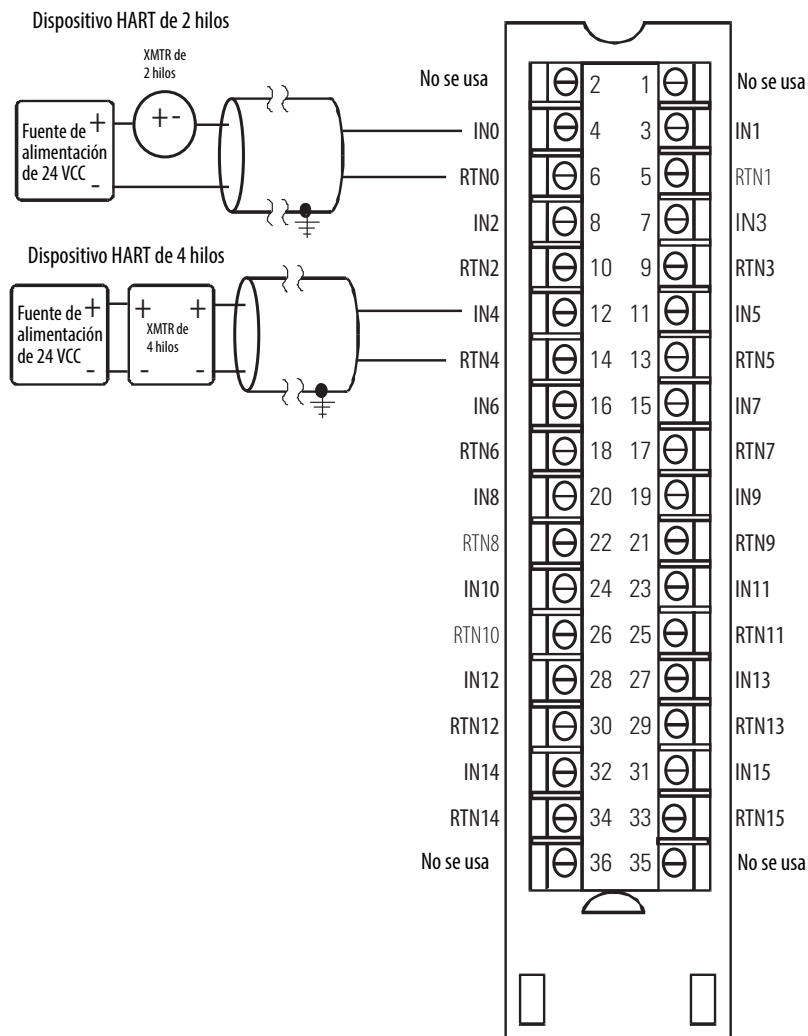 Dispositivo HART de 2 hilos
XMTR de
2 hilos
Fuente de
alimentación
de 24 VCC
+
-
+ -
Dispositivo HART de 4 hilos
Fuente de
alimentación
de 24 VCC
+
-
+ +
XMTR de
4 hilos
- -
No se usa 2 1 No se usa
IN0 4 3 IN1
RTN0 6 5 RTN1
IN2 8 7 IN3
RTN2 10 9 RTN3
IN4 12 11 IN5
RTN4 14 13 RTN5
IN6 16 15 IN7
RTN6 18 17 RTN7
IN8 20 19 IN9
RTN8 22 21 RTN9
IN10 24 23 IN11
RTN10 26 25 RTN11
IN12 28 27 IN13
RTN12 30 29 RTN13
IN14 32 31 IN15
RTN14 34 33 RTN15
No se usa 36 35 No se usa